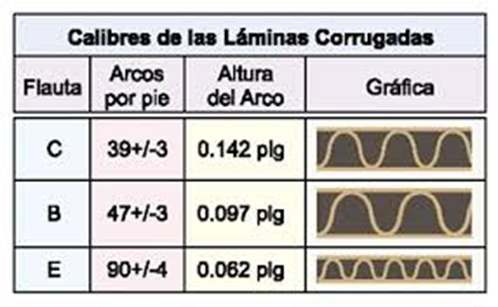 Calibres de las Láminas Corrugadas
Flauta Arcos por pie Altura del Arco Gráfica
C 39+/-3 0.142 plg
B 47+/-3 0.097 plg
E 90+/-4 0.062 plg